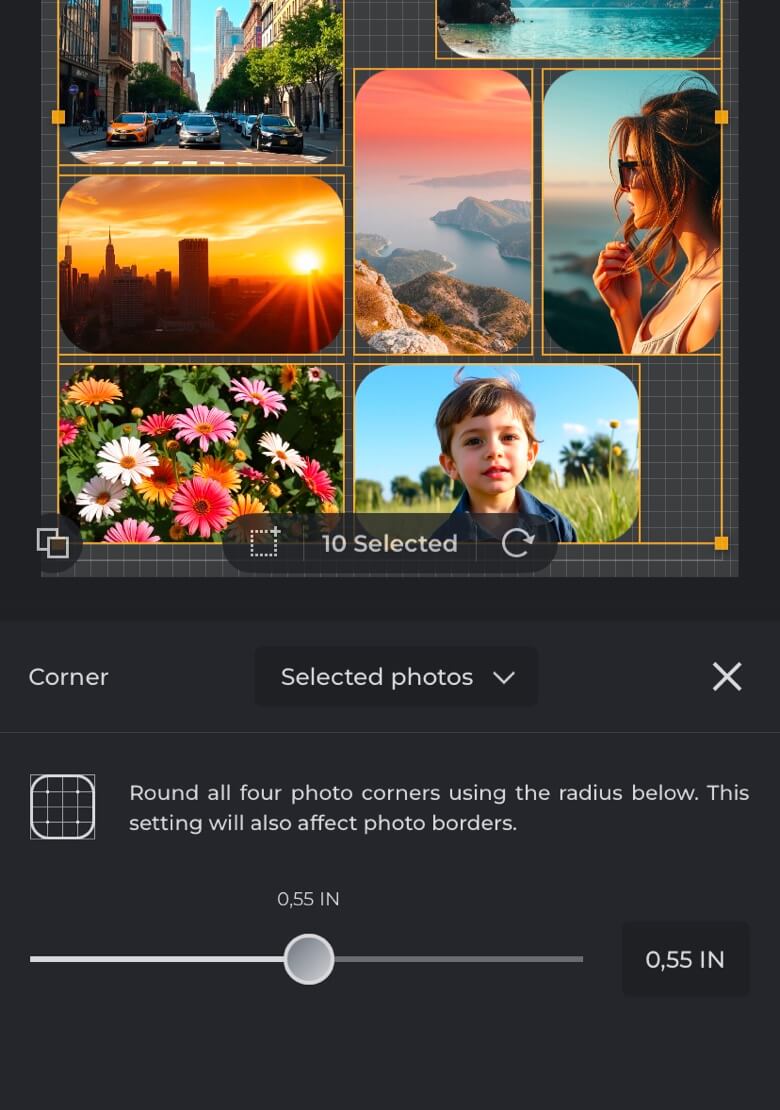 10 Selected
Corner
Selected photos
Round all four photo corners using the radius below. This
setting will also affect photo borders.
0,55 IN
0,55 IN